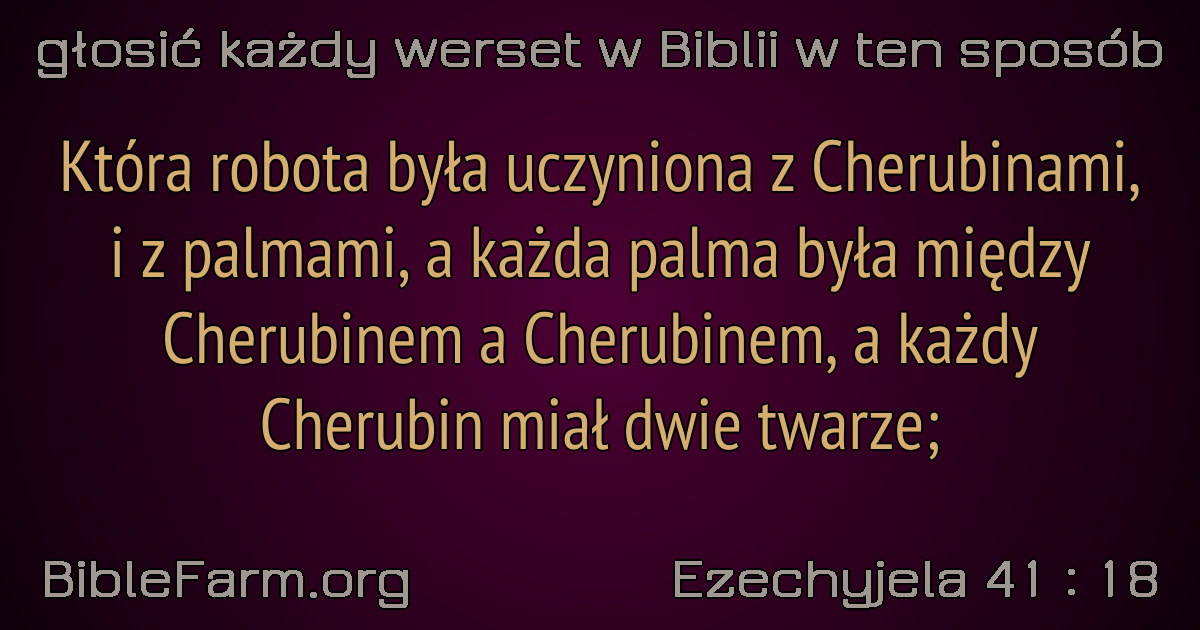 głosić każdy werset w Biblii w ten sposób
Która robota była uczyniona z Cherubinami,
i z palmami, a każda palma była między
Cherubinem a Cherubinem, a każdy
Cherubin miał dwie twarze;
BibleFarm.org
Ezechyjela 41 : 18